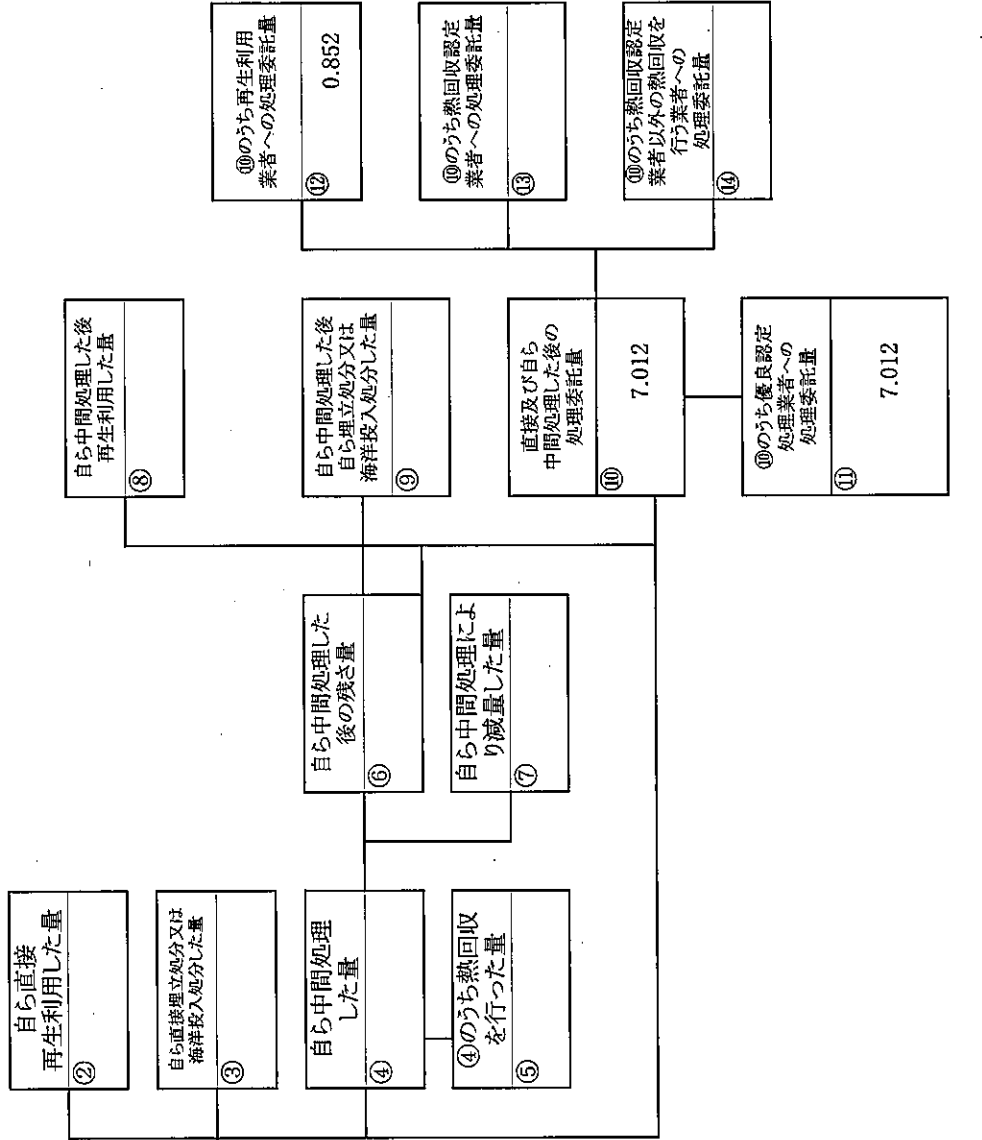 自ら直接
再生利用した量
②
自ら直接埋立処分又は
海洋投入処分した量
③
自ら中間処理
した量
④
④のうち熱回収
を行った量
⑤
自ら中間処理した
後の残さ量
⑥
自ら中間処理によ
り減量した量
⑦
自ら中間処理した後
再生利用した量
⑧
自ら中間処理した後
自ら埋立処分又は
海洋投入処分した量
⑨
直接及び自ら
中間処理した後の
処理委託量
⑩
7.012
⑩のうち優良認定
処理業者への
処理委託量
⑪
7.012
⑩のうち再生利用
業者への処理委託量
⑫
0.852
⑩のうち熱回収認定
業者への処理委託量
⑬
⑩のうち熱回収認定
業者以外の熱回収を
行う業者への
処理委託量
⑭